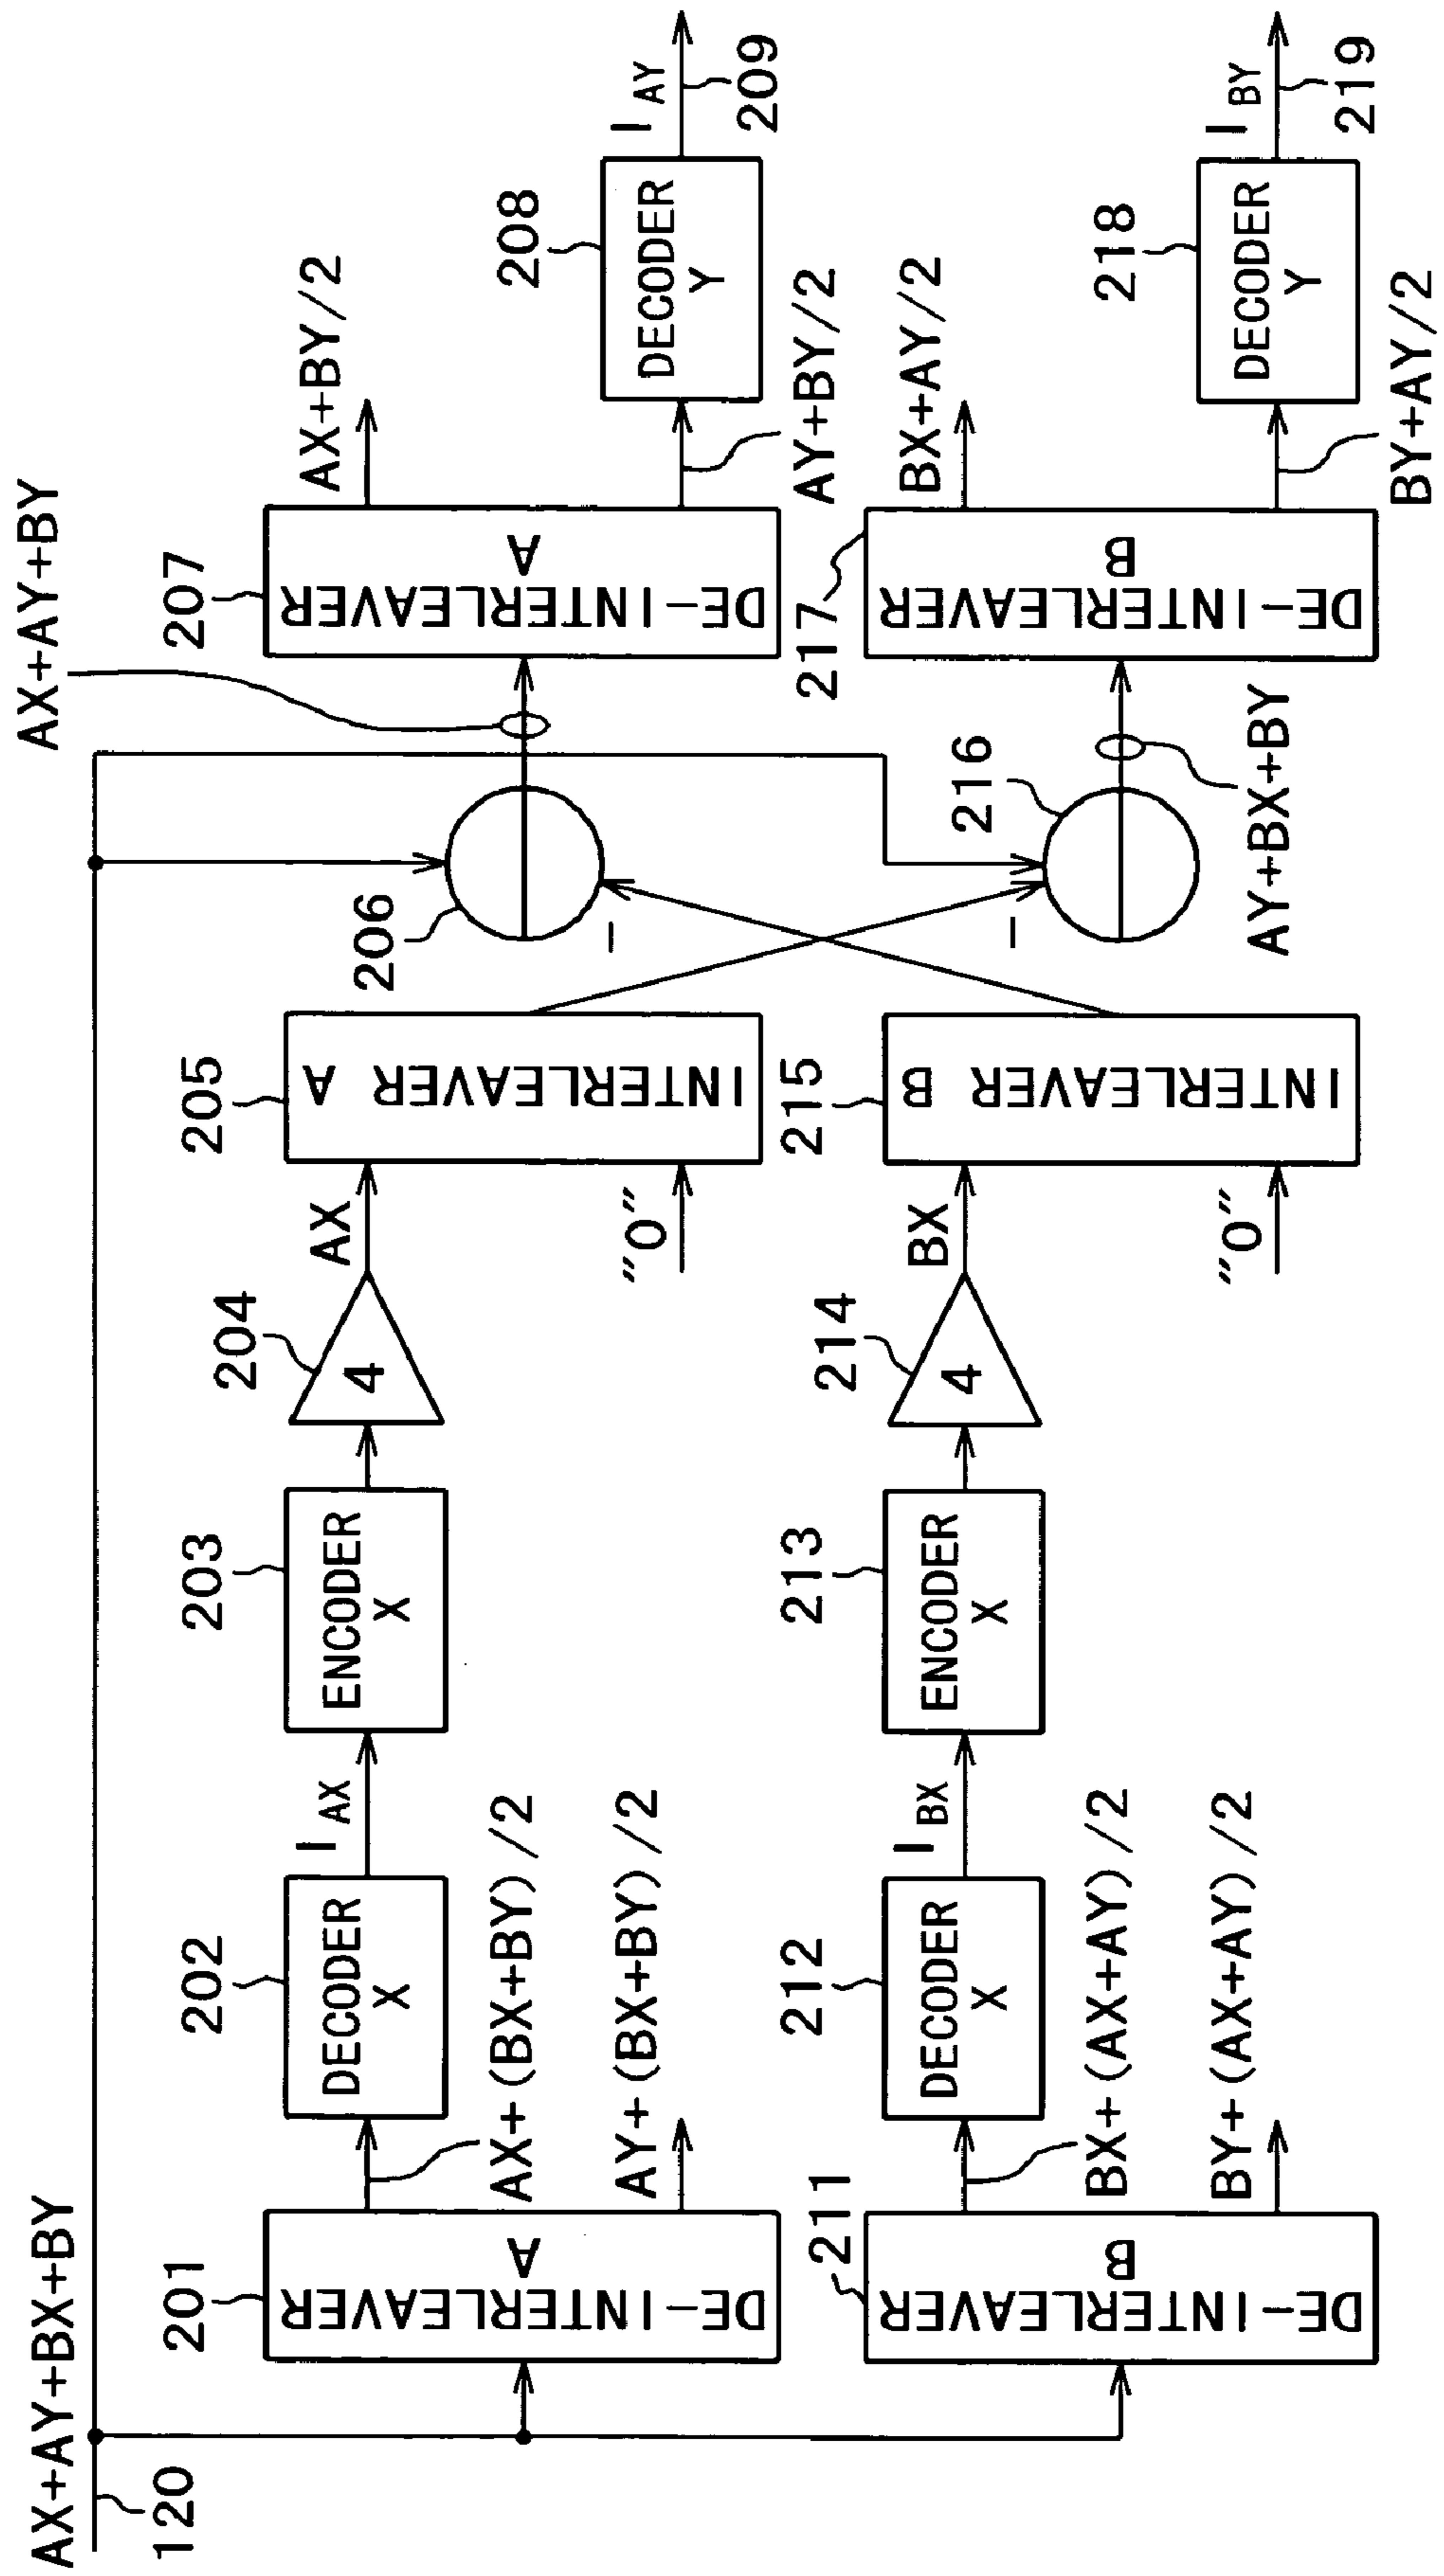 AX+AY+BX+BY
120
201
DE-INTERLEAVER
A
AX+(BX+BY)/2
AY+(BX+BY)/2
202
DECODER
X
I AX
203
ENCODER
X
204
4
AX
"0"
205
INTERLEAVER A
206
−
AX+AY+BY
207
DE-INTERLEAVER
A
AX+BY/2
AY+BY/2
208
DECODER
Y
I AY
209
211
DE-INTERLEAVER
B
BX+(AX+AY)/2
BY+(AX+AY)/2
212
DECODER
X
I BX
213
ENCODER
X
214
4
BX
"0"
215
INTERLEAVER B
216
−
AY+BX+BY
217
DE-INTERLEAVER
B
BX+AY/2
BY+AY/2
218
DECODER
Y
I BY
219